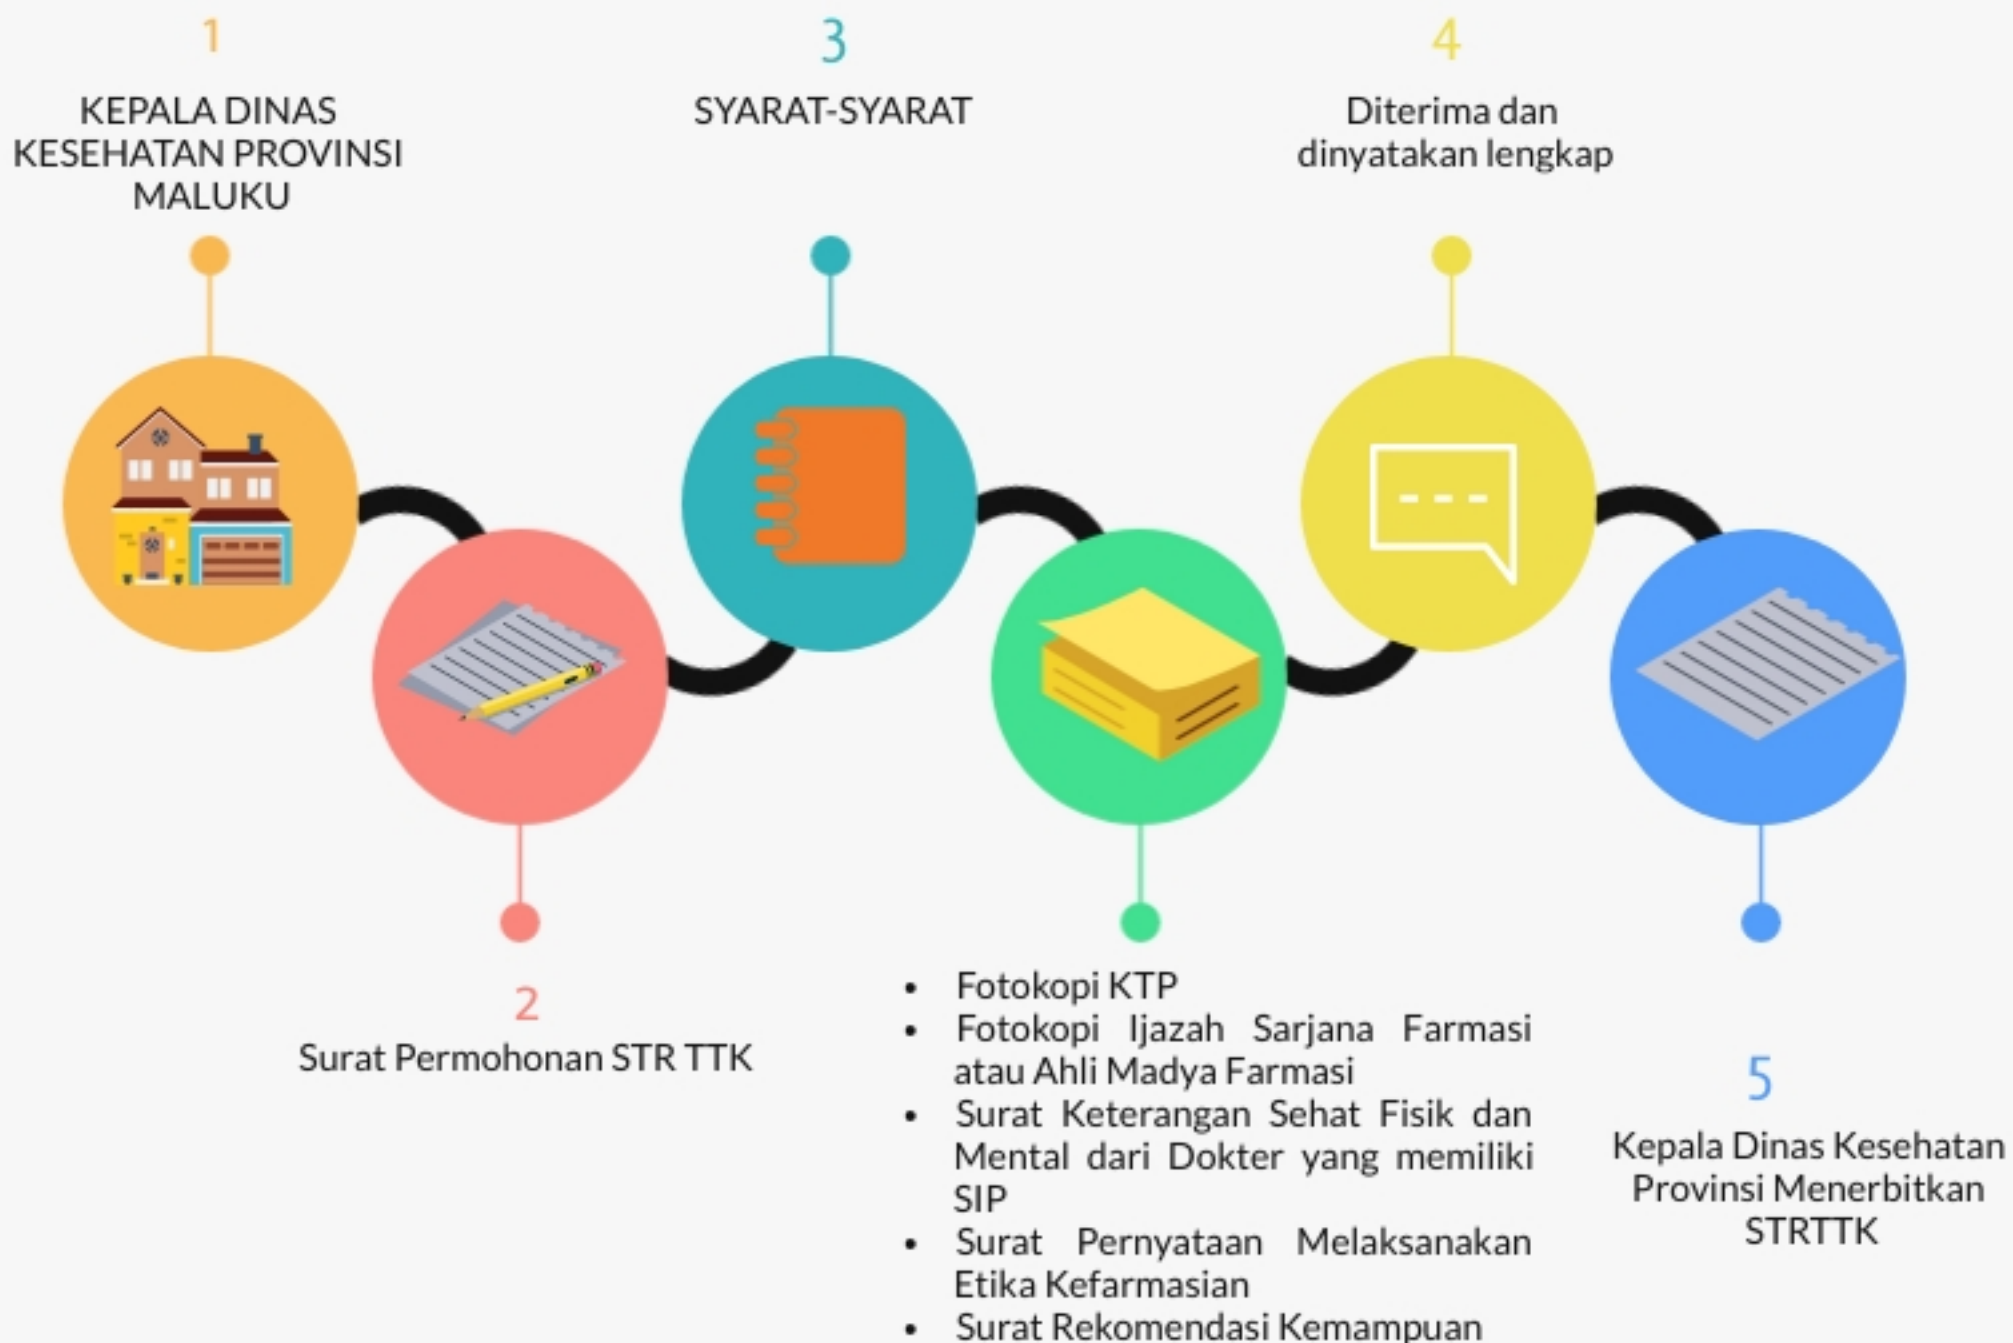 1
KEPALA DINAS
KESEHATAN PROVINSI
MALUKU
2
Surat Permohonan STR TTK
3
SYARAT-SYARAT
• Fotokopi KTP
• Fotokopi Ijazah Sarjana Farmasi
atau Ahli Madya Farmasi
• Surat Keterangan Sehat Fisik dan
Mental dari Dokter yang memiliki
SIP
• Surat Pernyataan Melaksanakan
Etika Kefarmasian
• Surat Rekomendasi Kemampuan
4
Diterima dan
dinyatakan lengkap
5
Kepala Dinas Kesehatan
Provinsi Menerbitkan
STRTTK